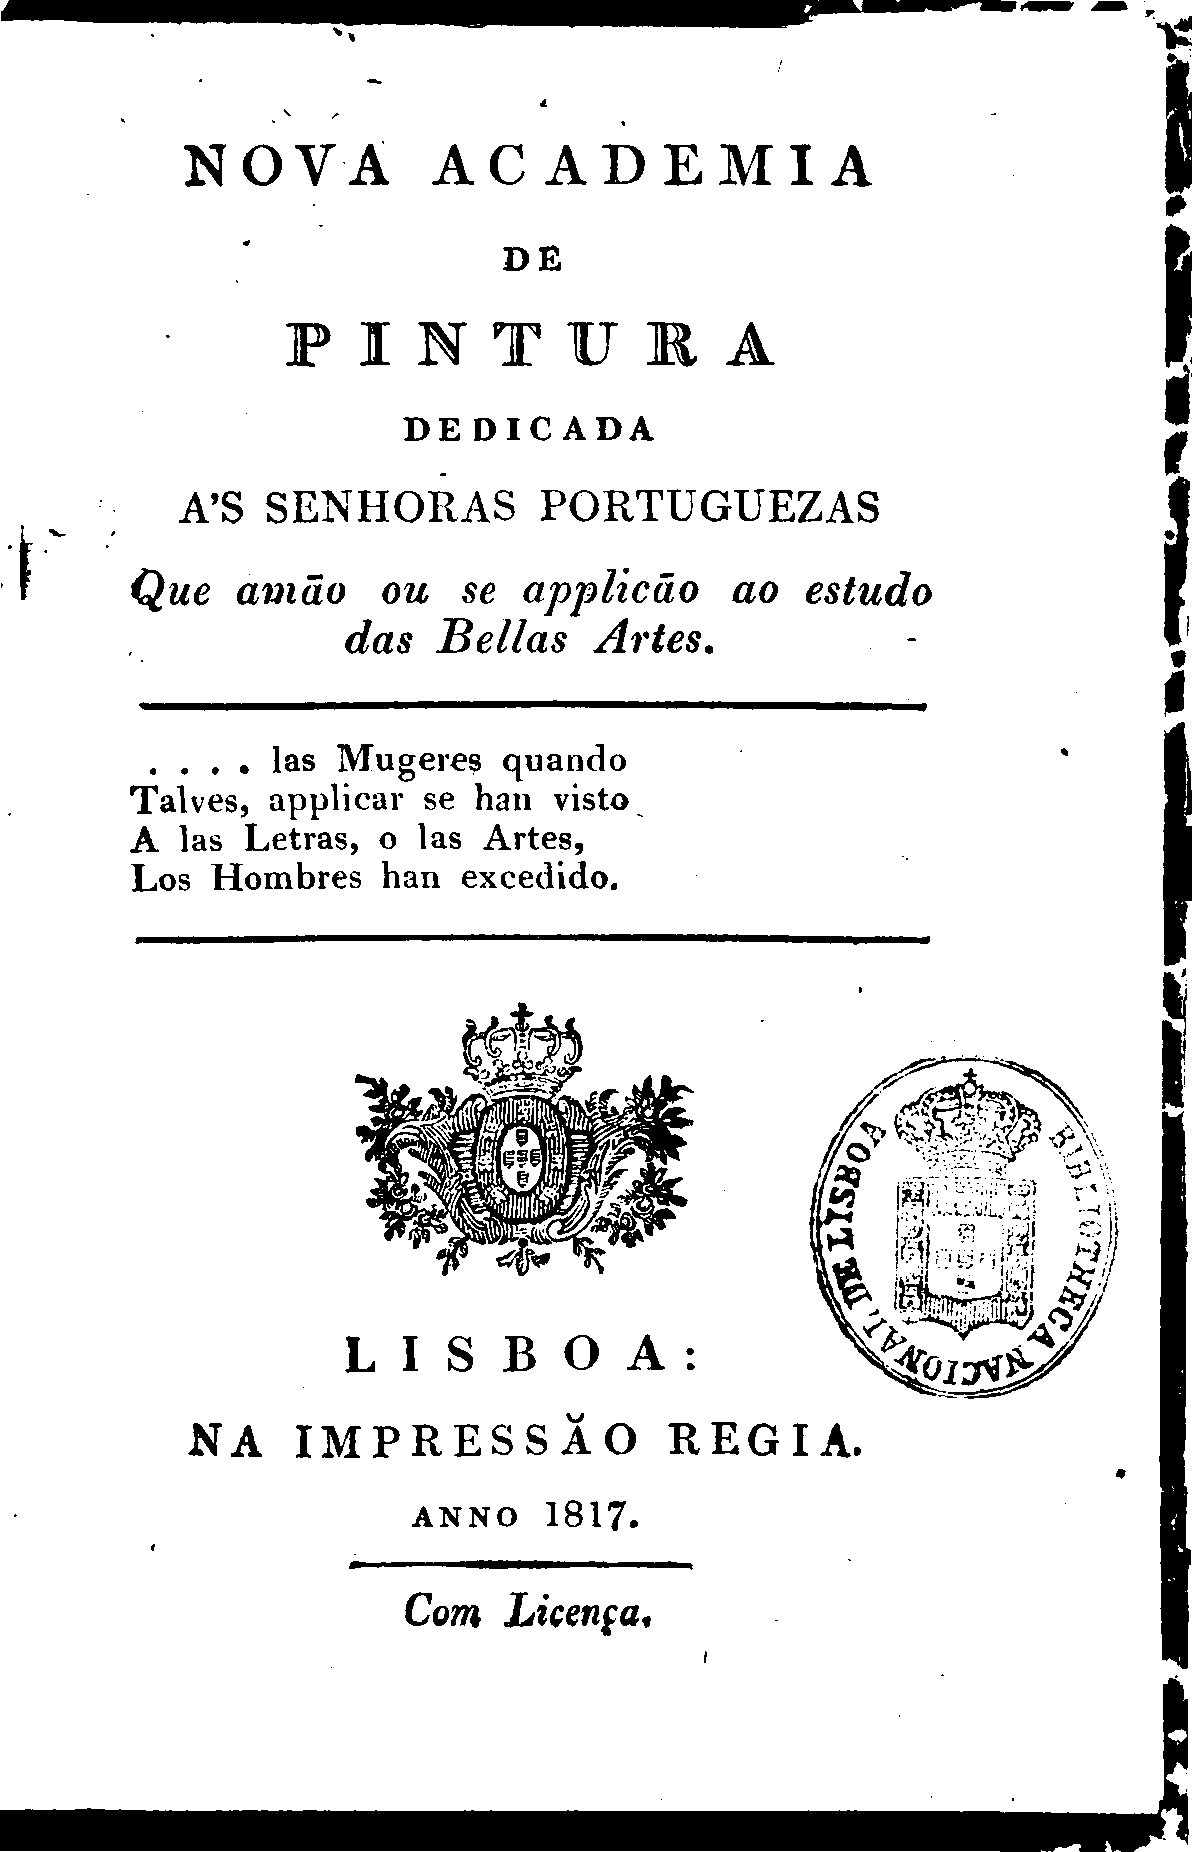 NOVA ACADEMIA
DE
PINTURA
DEDICADA
A'S SENHORAS PORTUGUEZAS
Que amão ou se applicão ao estudo
das Bellas Artes.
. . . . las Mugeres quando
Talves, applicar se han visto
A las Letras, o las Artes,
Los Hombres han excedido.
BIBLIOTHECA NACIONAL DE LISBOA
LISBOA:
NA IMPRESSÃO REGIA.
ANNO 1817.
Com Licença.